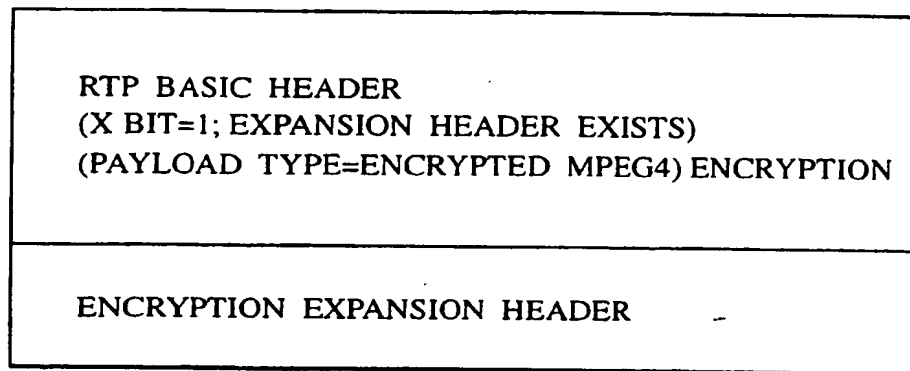 RTP BASIC HEADER
(X BIT=1; EXPANSION HEADER EXISTS)
(PAYLOAD TYPE=ENCRYPTED MPEG4) ENCRYPTION
ENCRYPTION EXPANSION HEADER